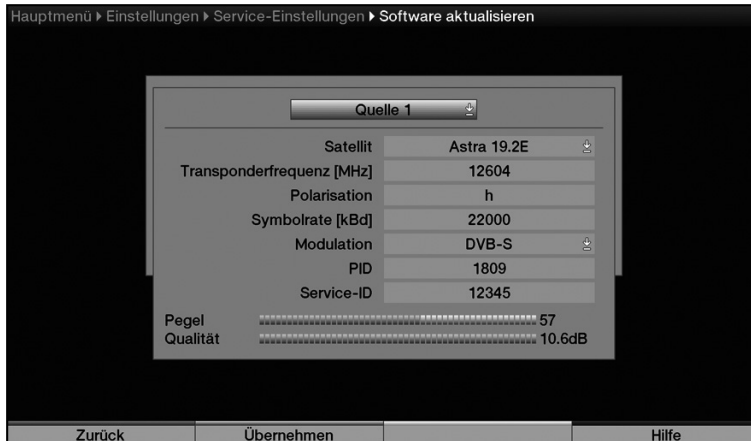 Hauptmenü ▸ Einstellungen ▸ Service-Einstellungen ▸ Software aktualisieren
Quelle 1
Satellit Astra 19.2E
Transponderfrequenz [MHz] 12604
Polarisation h
Symbolrate [kBd] 22000
Modulation DVB-S
PID 1809
Service-ID 12345
Pegel 57
Qualität 10.6dB
Zurück Übernehmen Hilfe